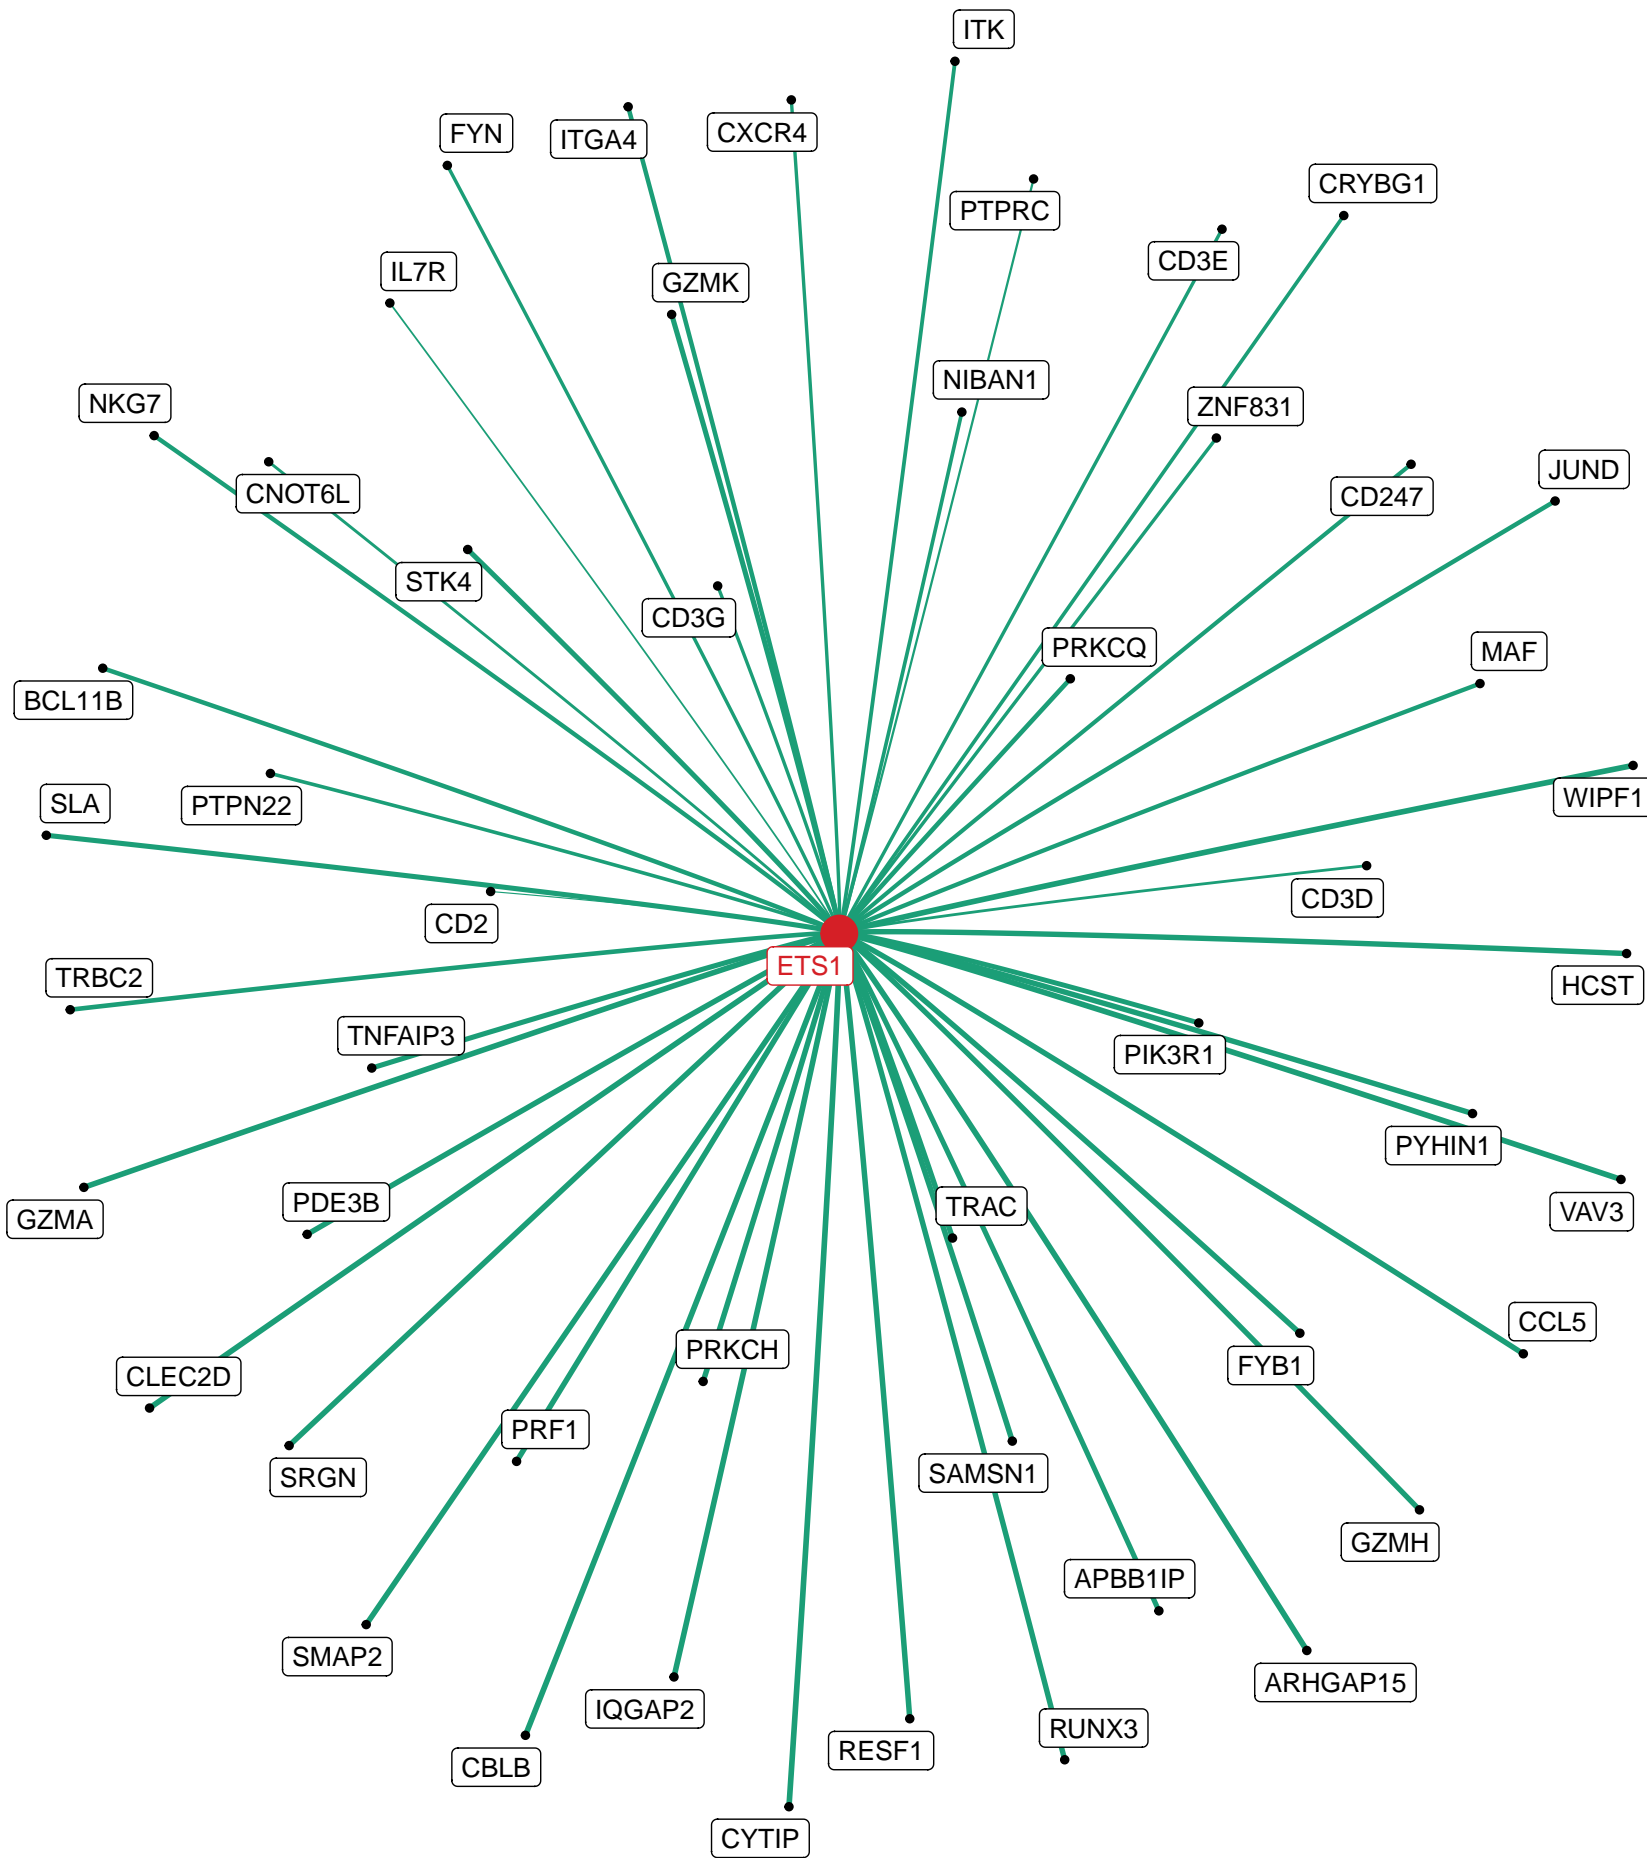 ITK
FYN
ITGA4
CXCR4
CRYBG1
PTPRC
CD3E
IL7R
GZMK
NIBAN1
NKG7
ZNF831
JUND
CNOT6L
CD247
STK4
CD3G
PRKCQ
MAF
BCL11B
SLA
PTPN22
WIPF1
CD3D
CD2
ETS1
TRBC2
HCST
TNFAIP3
PIK3R1
PYHIN1
PDE3B
TRAC
VAV3
GZMA
CCL5
PRKCH
FYB1
CLEC2D
PRF1
SRGN
SAMSN1
GZMH
APBB1IP
SMAP2
ARHGAP15
IQGAP2
RUNX3
RESF1
CBLB
CYTIP